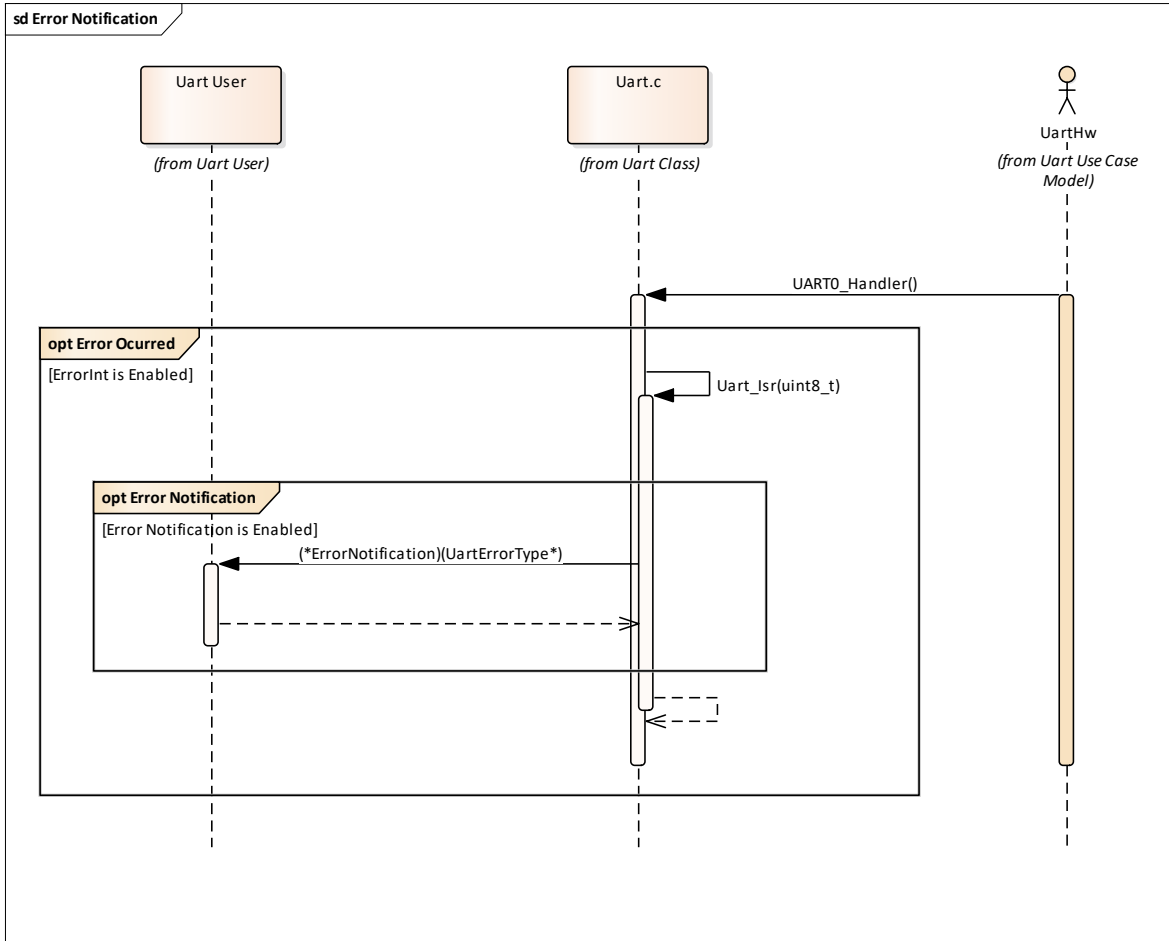 sd Error Notification
Uart User
(from Uart User)
Uart.c
(from Uart Class)
UartHw
(from Uart Use Case
Model)
UART0_Handler()
opt Error Ocurred
[ErrorInt is Enabled]
Uart_Isr(uint8_t)
opt Error Notification
[Error Notification is Enabled]
(*ErrorNotification)(UartErrorType*)